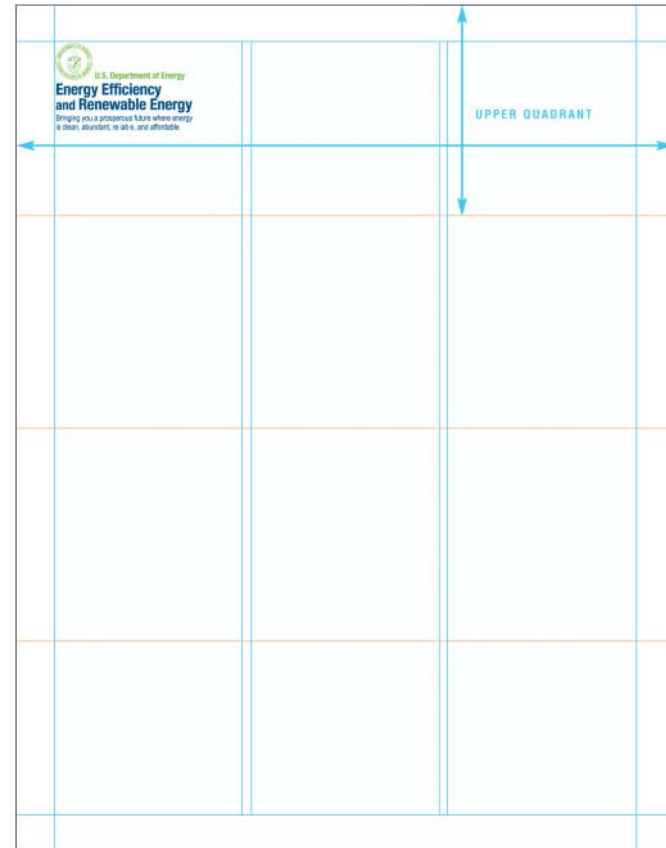 U.S. Department of Energy
Energy Efficiency
and Renewable Energy
Bringing you a prosperous future where energy
is clean, abundant, reliable, and affordable
UPPER QUADRANT